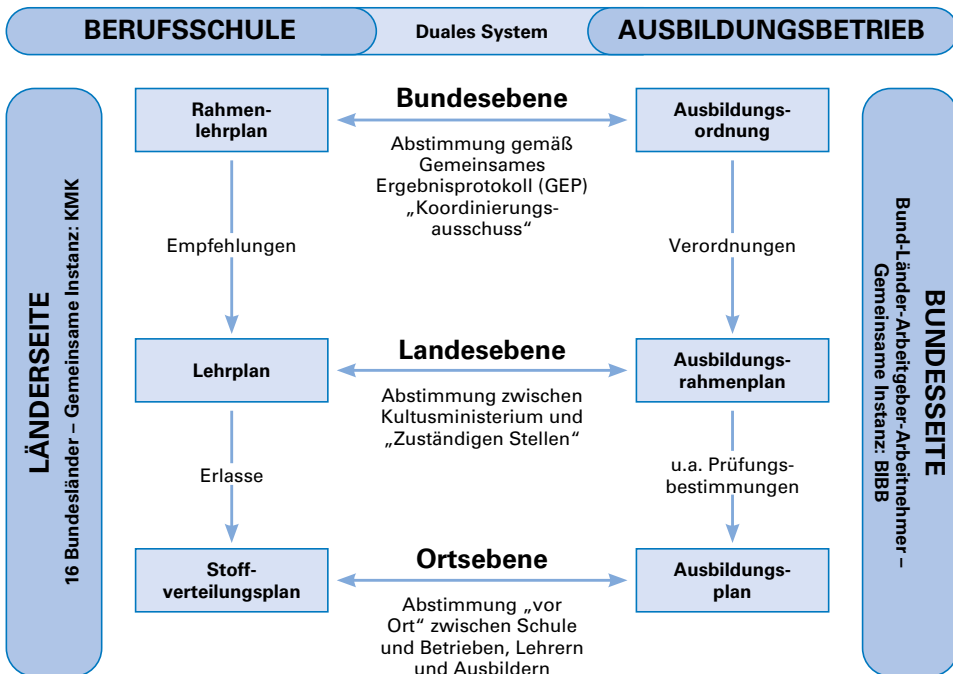 BERUFSSCHULE
Duales System
AUSBILDUNGSBETRIEB
LÄNDERSEITE
16 Bundesländer – Gemeinsame Instanz: KMK
Rahmen-
lehrplan
Bundesebene
Abstimmung gemäß
Gemeinsames
Ergebnisprotokoll (GEP)
„Koordinierungs-
ausschuss“
Ausbildungs-
ordnung
Empfehlungen
Verordnungen
Lehrplan
Landesebene
Abstimmung zwischen
Kultusministerium und
„Zuständigen Stellen“
Ausbildungs-
rahmenplan
Erlasse
u.a. Prüfungs-
bestimmungen
Stoff-
verteilungsplan
Ortsebene
Abstimmung „vor
Ort“ zwischen Schule
und Betrieben, Lehrern
und Ausbildern
Ausbildungs-
plan
BUNDESSEITE
Bund-Länder-Arbeitgeber-Arbeitnehmer –
Gemeinsame Instanz: BIBB